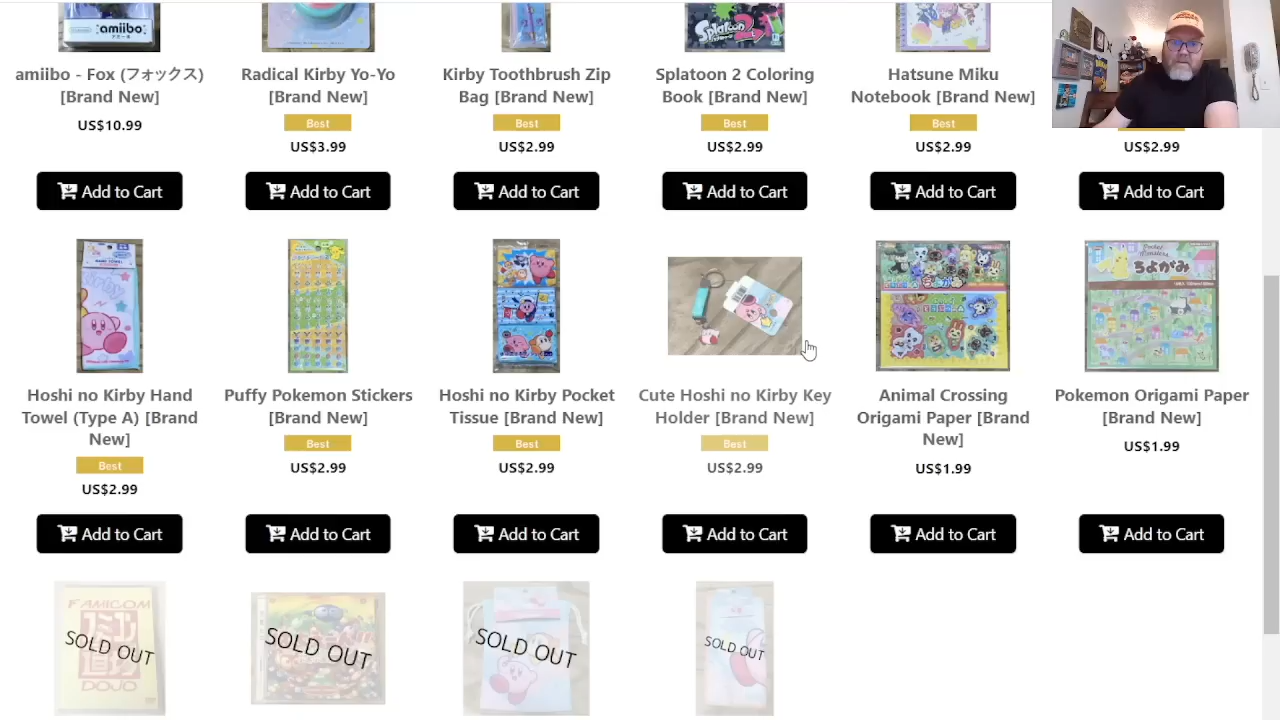 amiibo
Splatoon 2
amiibo - Fox (フォックス)
[Brand New]
US$10.99
Add to Cart
Radical Kirby Yo-Yo
[Brand New]
Best
US$3.99
Add to Cart
Kirby Toothbrush Zip
Bag [Brand New]
Best
US$2.99
Add to Cart
Splatoon 2 Coloring
Book [Brand New]
Best
US$2.99
Add to Cart
Hatsune Miku
Notebook [Brand New]
Best
US$2.99
Add to Cart
US$2.99
Add to Cart
Hoshi no Kirby Hand
Towel (Type A) [Brand
New]
Best
US$2.99
Add to Cart
Puffy Pokemon Stickers
[Brand New]
Best
US$2.99
Add to Cart
Hoshi no Kirby Pocket
Tissue [Brand New]
Best
US$2.99
Add to Cart
Cute Hoshi no Kirby Key
Holder [Brand New]
Best
US$2.99
Add to Cart
Animal Crossing
Origami Paper [Brand
New]
US$1.99
Add to Cart
ちよがみ
Pokemon Origami Paper
[Brand New]
US$1.99
Add to Cart
FAMICOM
DOJO
SOLD OUT
SOLD OUT
SOLD OUT
SOLD OUT